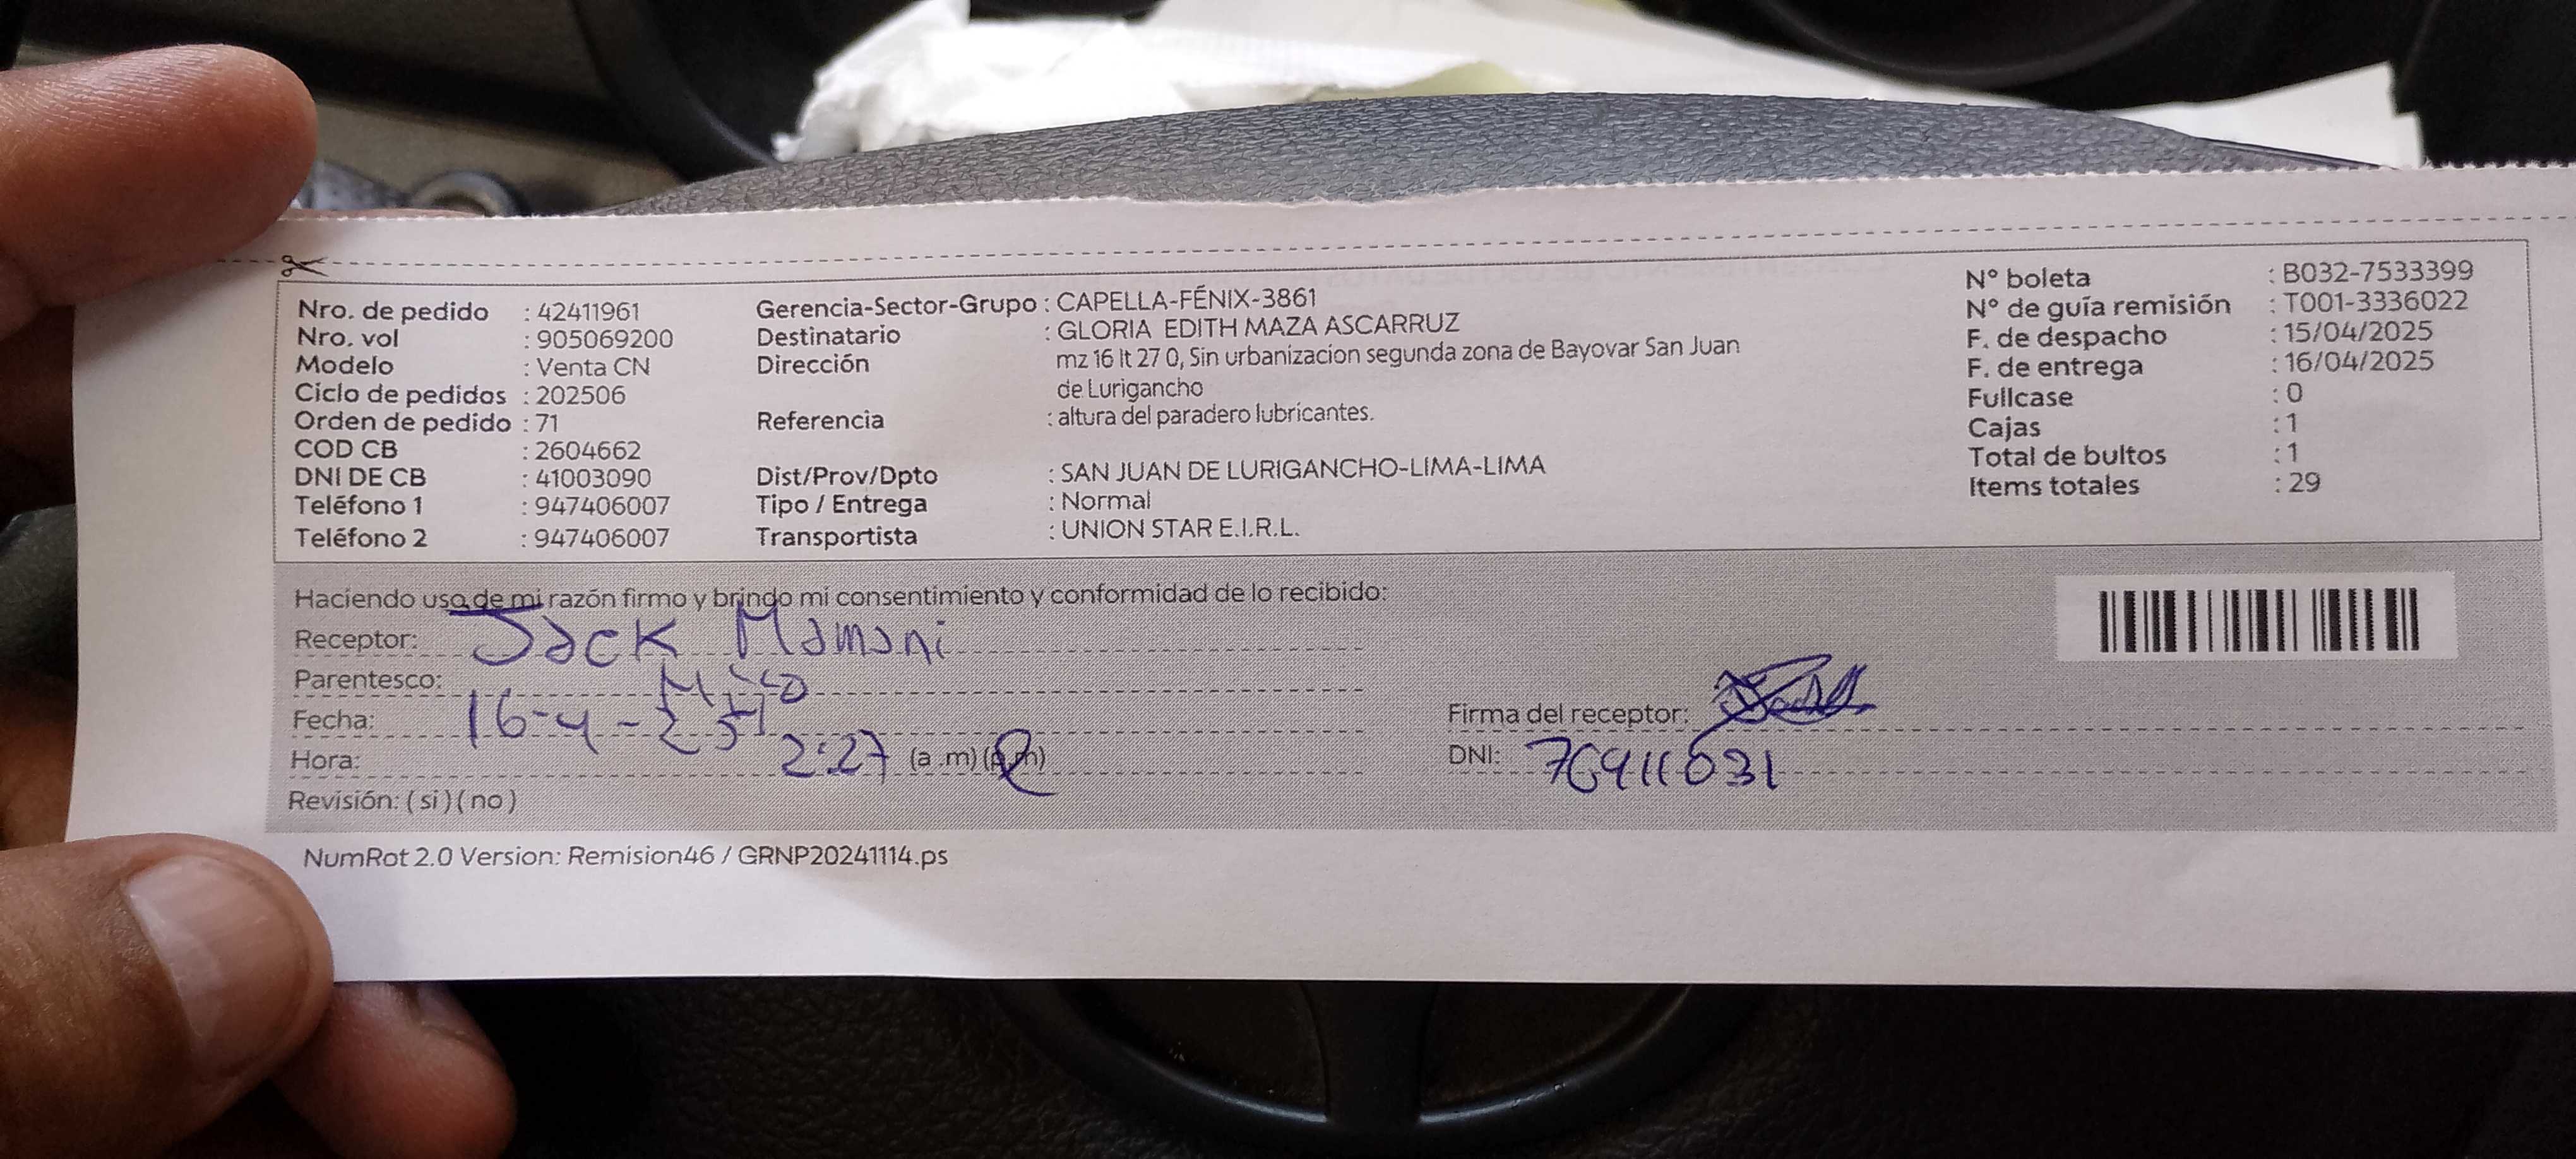 Nro. de pedido : 42411961
Nro. vol : 905069200
Modelo : Venta CN
Ciclo de pedidos : 202506
Orden de pedido : 71
COD CB : 2604662
DNI DE CB : 41003090
Teléfono 1 : 947406007
Teléfono 2 : 947406007
Gerencia-Sector-Grupo : CAPELLA-FÉNIX-3861
Destinatario : GLORIA EDITH MAZA ASCARRUZ
Dirección mz 16 lt 27 0, Sin urbanizacion segunda zona de Bayovar San Juan
de Lurigancho
Referencia : altura del paradero lubricantes.
Dist/Prov/Dpto : SAN JUAN DE LURIGANCHO-LIMA-LIMA
Tipo / Entrega : Normal
Transportista : UNION STAR E.I.R.L.
N° boleta : B032-7533399
N° de guía remisión : T001-3336022
F. de despacho : 15/04/2025
F. de entrega : 16/04/2025
Fullcase : 0
Cajas : 1
Total de bultos : 1
Items totales : 29
Haciendo uso de mi razón firmo y brindo mi consentimiento y conformidad de lo recibido:
Receptor: Jack Mamani
Parentesco:
Fecha: 16-4-25
Hora: 2:27 (a .m) (p.m)
Revisión: ( si ) ( no )
Firma del receptor:
DNI: 76911631
NumRot 2.0 Version: Remision46 / GRNP20241114.ps